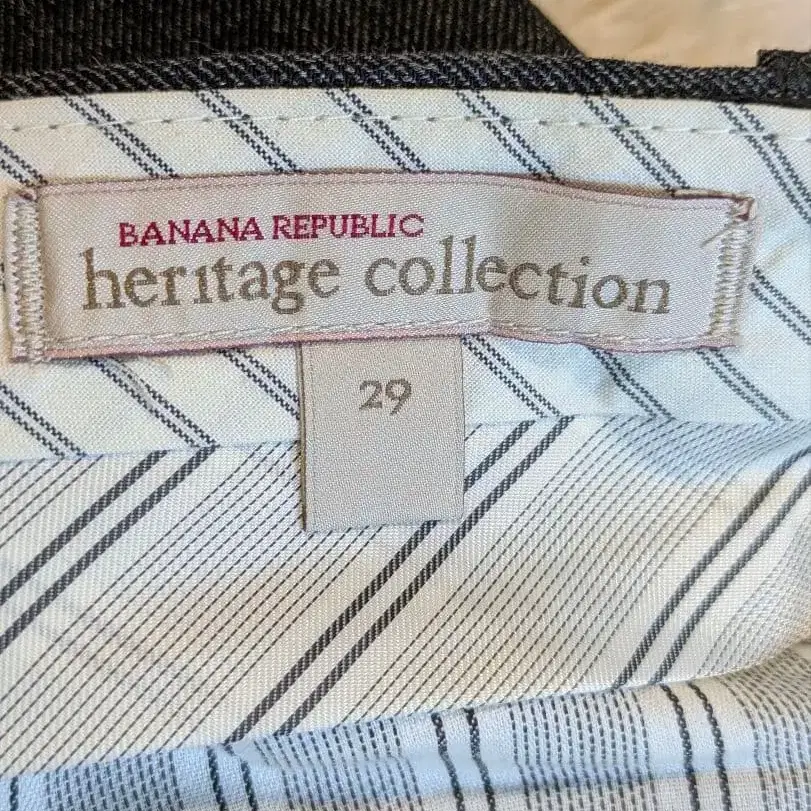 BANANA REPUBLIC
heritage collection
29